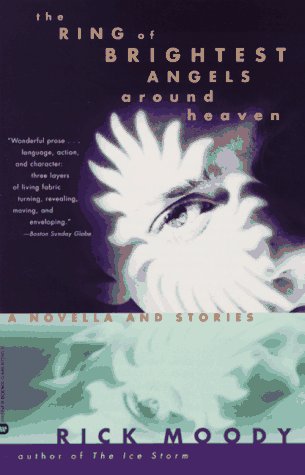 the
RING of
BRIGHTEST
ANGELS
around
heaven
"Wonderful prose . . .
language, action,
and character:
three layers
of living fabric
turning, revealing,
moving, and
enveloping."
—Boston Sunday Globe
A NOVELLA AND STORIES
RICK MOODY
author of The Ice Storm